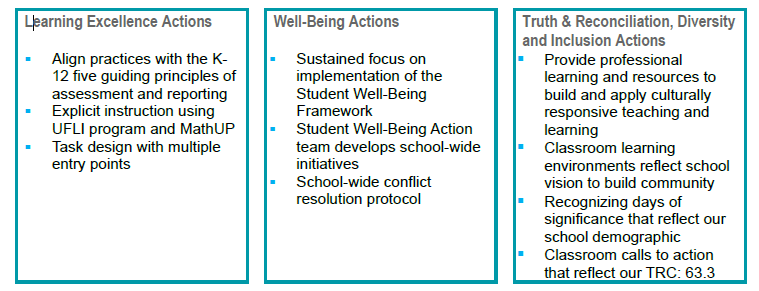 Learning Excellence Actions
▪ Align practices with the K-
12 five guiding principles of
assessment and reporting
▪ Explicit instruction using
UFLI program and MathUP
▪ Task design with multiple
entry points
Well-Being Actions
▪ Sustained focus on
implementation of the
Student Well-Being
Framework
▪ Student Well-Being Action
team develops school-wide
initiatives
▪ School-wide conflict
resolution protocol
Truth & Reconciliation, Diversity
and Inclusion Actions
▪ Provide professional
learning and resources to
build and apply culturally
responsive teaching and
learning
▪ Classroom learning
environments reflect school
vision to build community
▪ Recognizing days of
significance that reflect our
school demographic
▪ Classroom calls to action
that reflect our TRC: 63.3